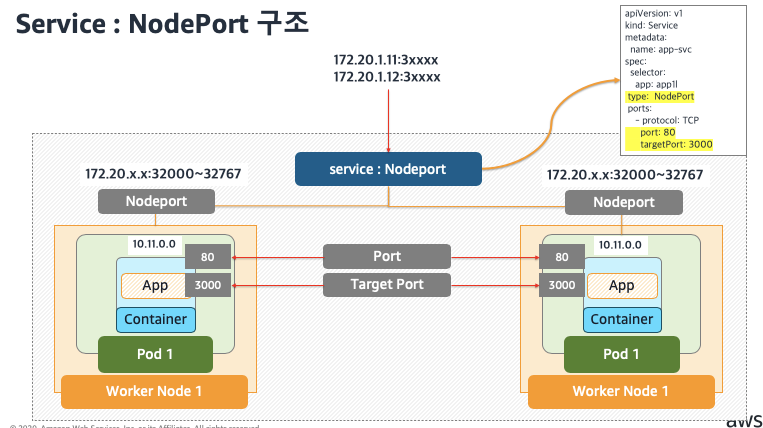 Service : NodePort 구조
apiVersion: v1
kind: Service
metadata:
name: app-svc
spec:
selector:
app: app1l
type: NodePort
ports:
- protocol: TCP
port: 80
targetPort: 3000
172.20.1.11:3xxxx
172.20.1.12:3xxxx
service : Nodeport
172.20.x.x:32000~32767
172.20.x.x:32000~32767
Nodeport
Nodeport
10.11.0.0
10.11.0.0
80
Port
80
App
3000
Target Port
3000
App
Container
Container
Pod 1
Pod 1
Worker Node 1
Worker Node 1
© 2020, Amazon Web Services, Inc. or its Affiliates. All rights reserved.
aws